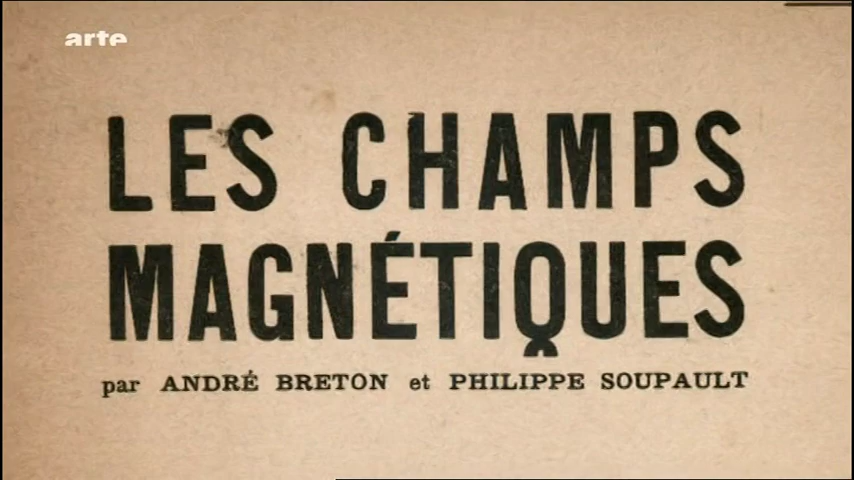 arte
LES CHAMPS
MAGNÉTIQUES
par ANDRÉ BRETON et PHILIPPE SOUPAULT